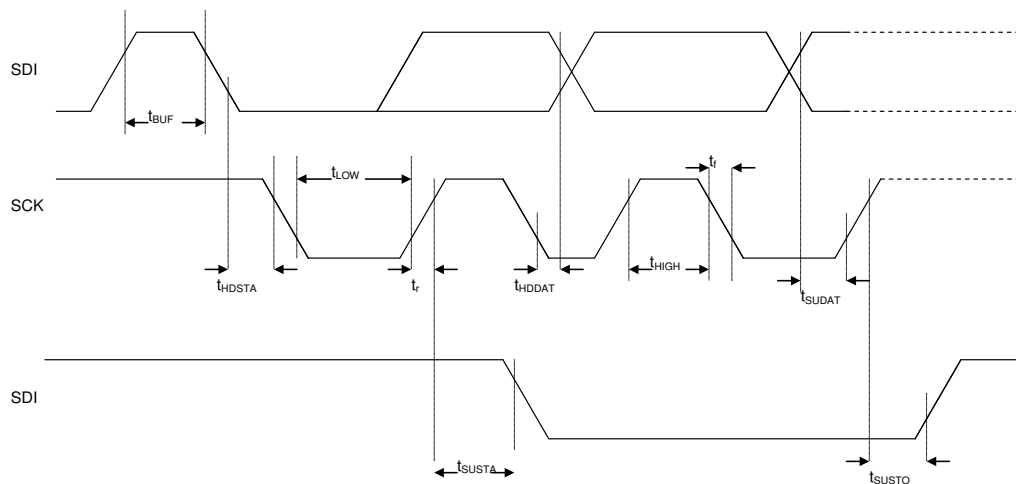 SDI
tBUF
tf
tLOW
SCK
tHDSTA
tr
tHDDAT
tHIGH
tSUDAT
SDI
tSUSTA
tSUSTO